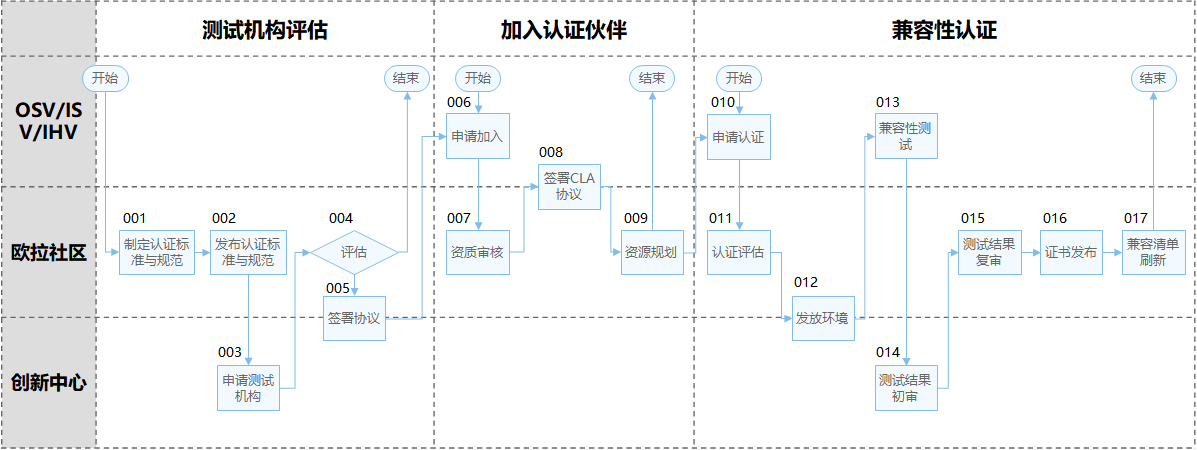 测试机构评估
加入认证伙伴
兼容性认证
OSV/IS
V/IHV
开始
结束
开始
结束
开始
结束
006
申请加入
008
签署CLA
协议
010
申请认证
013
兼容性测
试
欧拉社区
001
制定认证标
准与规范
002
发布认证标
准与规范
004
评估
005
签署协议
007
资质审核
009
资源规划
011
认证评估
012
发放环境
015
测试结果
复审
016
证书发布
017
兼容清单
刷新
创新中心
003
申请测试
机构
014
测试结果
初审